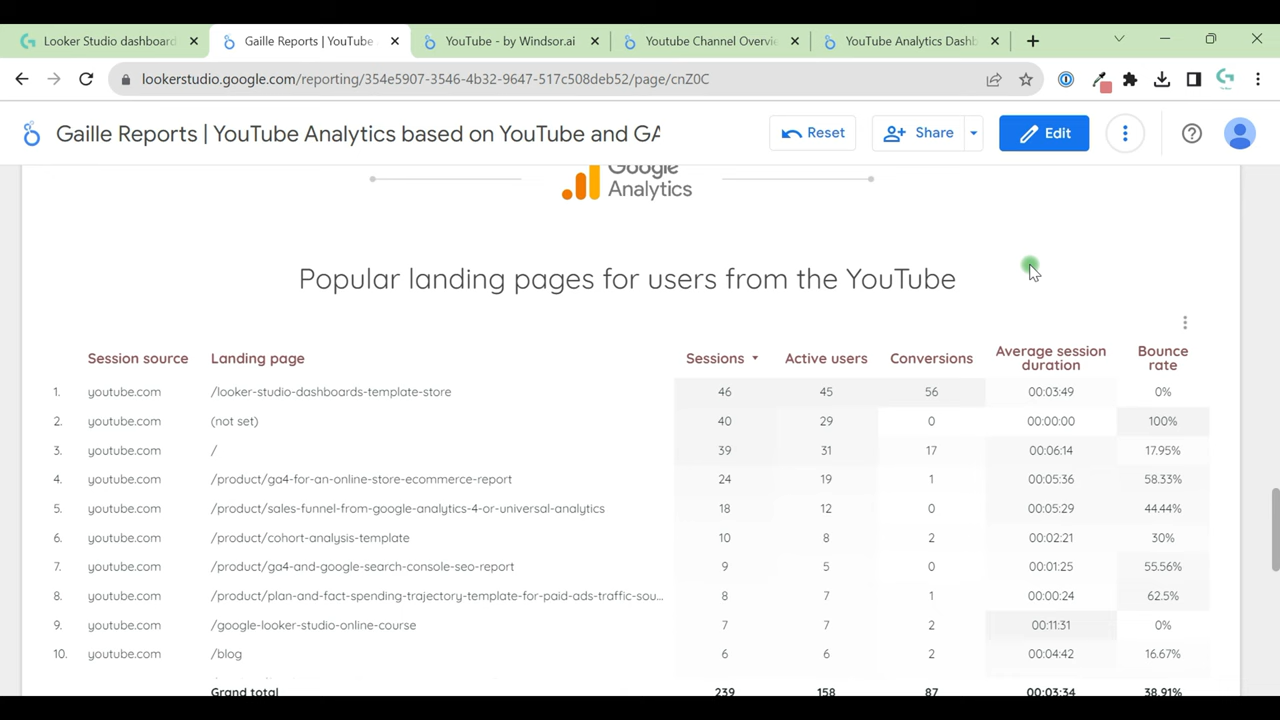 Looker Studio dashboard
Gaille Reports | YouTube
YouTube - by Windsor.ai
Youtube Channel Overvi
YouTube Analytics Dash
lookerstudio.google.com/reporting/354e5907-3546-4b32-9647-517c508deb52/page/cnZ0C
Gaille Reports | YouTube Analytics based on YouTube and GA
Reset
Share
Edit
Google
Analytics
Popular landing pages for users from the YouTube
Session source Landing page Sessions Active users Conversions Average session duration Bounce rate
1. youtube.com /looker-studio-dashboards-template-store 46 45 56 00:03:49 0%
2. youtube.com (not set) 40 29 0 00:00:00 100%
3. youtube.com / 39 31 17 00:06:14 17.95%
4. youtube.com /product/ga4-for-an-online-store-ecommerce-report 24 19 1 00:05:36 58.33%
5. youtube.com /product/sales-funnel-from-google-analytics-4-or-universal-analytics 18 12 0 00:05:29 44.44%
6. youtube.com /product/cohort-analysis-template 10 8 2 00:02:21 30%
7. youtube.com /product/ga4-and-google-search-console-seo-report 9 5 0 00:01:25 55.56%
8. youtube.com /product/plan-and-fact-spending-trajectory-template-for-paid-ads-traffic-sou... 8 7 1 00:00:24 62.5%
9. youtube.com /google-looker-studio-online-course 7 7 2 00:11:31 0%
10. youtube.com /blog 6 6 2 00:04:42 16.67%
Grand total 239 158 87 00:03:34 38.91%